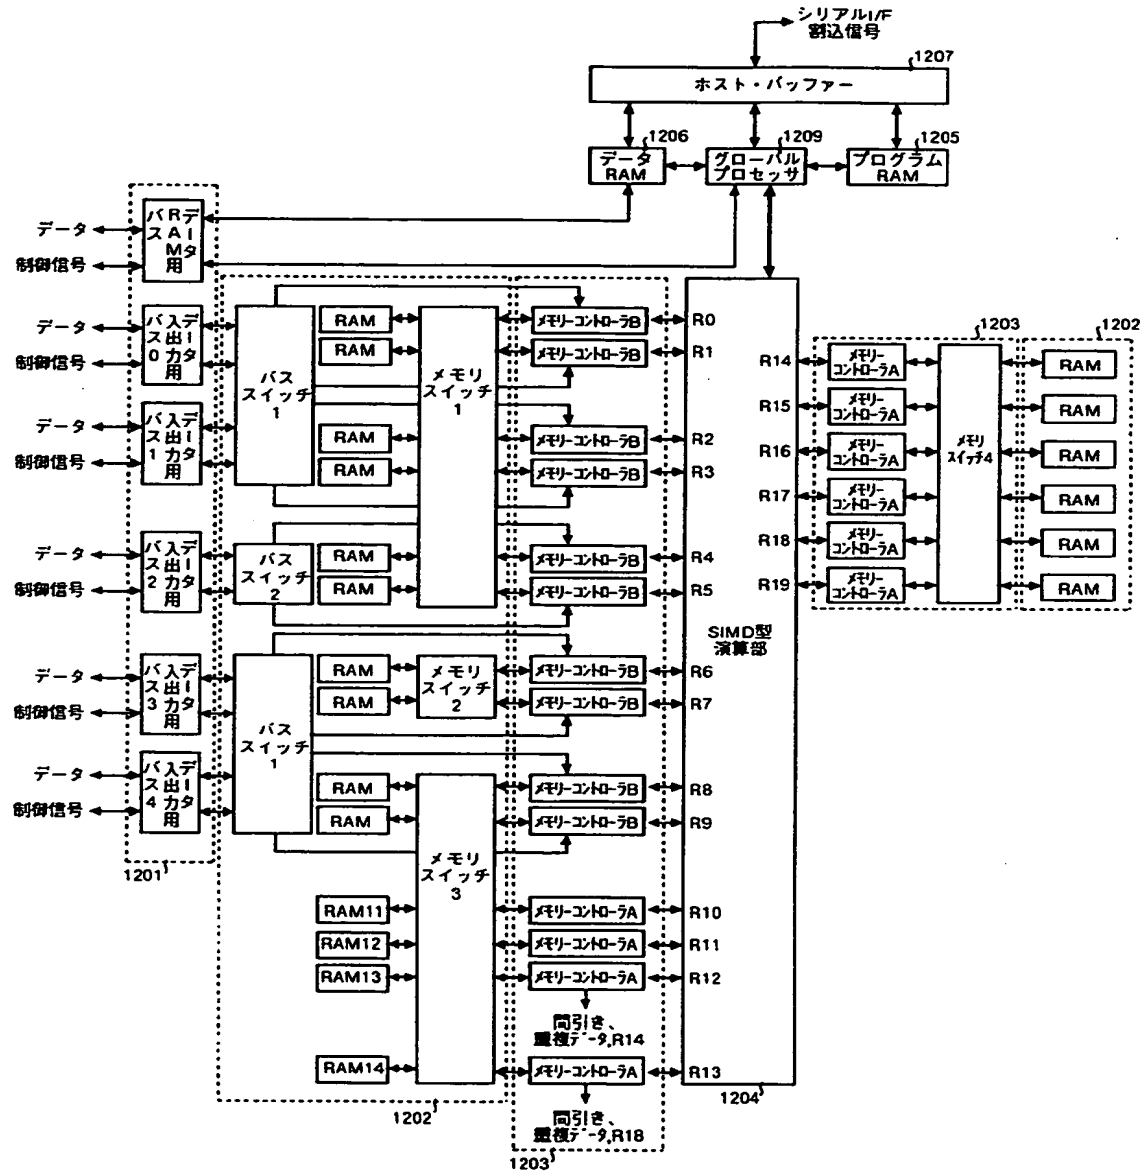 シリアルI/F
割込信号
1207
ホスト・バッファー
1206
1209
1205
データ
RAM
グローバル
プロセッサ
プログラム
RAM
データ
制御信号
データRAM用バス
データ
制御信号
データ入出力用バス0
データ
制御信号
データ入出力用バス1
データ
制御信号
データ入出力用バス2
データ
制御信号
データ入出力用バス3
データ
制御信号
データ入出力用バス4
1201
バス
スイッチ
1
バス
スイッチ
2
バス
スイッチ
1
RAM
RAM
RAM
RAM
RAM
RAM
RAM
RAM
RAM
RAM
RAM11
RAM12
RAM13
RAM14
メモリ
スイッチ
1
メモリ
スイッチ
2
メモリ
スイッチ
3
1202
メモリーコントローラB
メモリーコントローラB
メモリーコントローラB
メモリーコントローラB
メモリーコントローラB
メモリーコントローラB
メモリーコントローラB
メモリーコントローラB
メモリーコントローラB
メモリーコントローラB
メモリーコントローラA
メモリーコントローラA
メモリーコントローラA
間引き、
重複データ,R14
メモリーコントローラA
間引き、
重複データ,R18
1203
R0
R1
R2
R3
R4
R5
R6
R7
R8
R9
R10
R11
R12
R13
SIMD型
演算部
1204
R14
R15
R16
R17
R18
R19
メモリー
コントローラA
メモリー
コントローラA
メモリー
コントローラA
メモリー
コントローラA
メモリー
コントローラA
メモリー
コントローラA
1203
メモリ
スイッチ4
1202
RAM
RAM
RAM
RAM
RAM
RAM